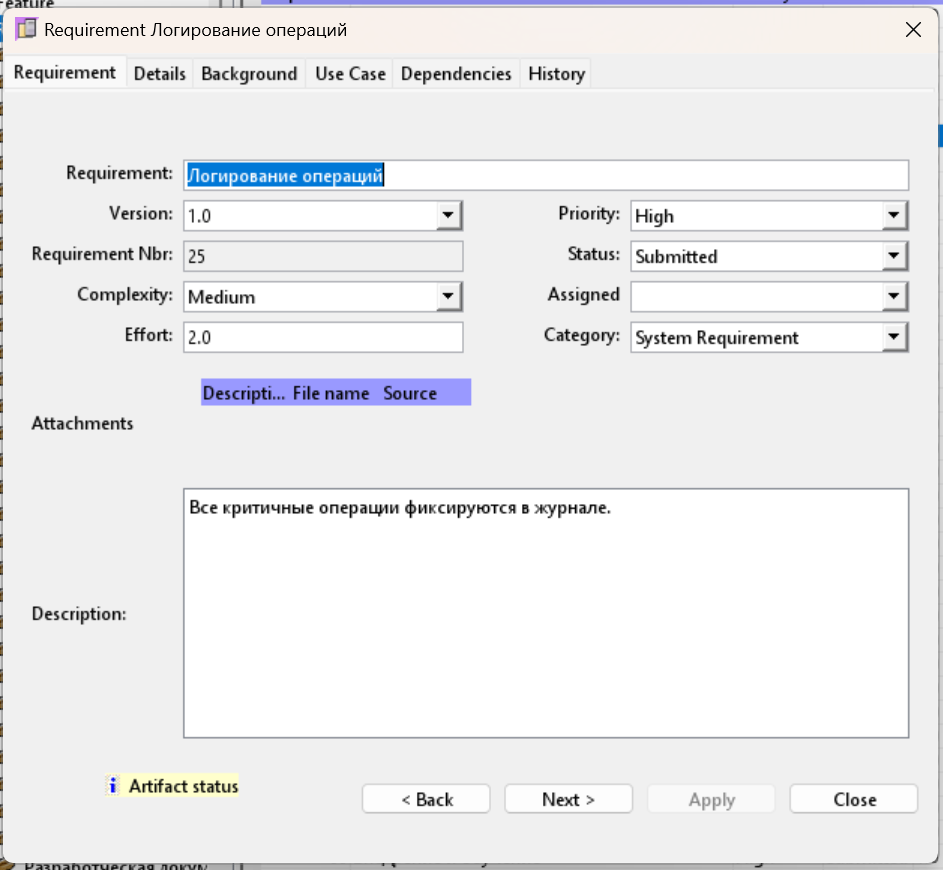 Feature
Requirement Логирование операций
Requirement Details Background Use Case Dependencies History
Requirement: Логирование операций
Version: 1.0 Priority: High
Requirement Nbr: 25 Status: Submitted
Complexity: Medium Assigned
Effort: 2.0 Category: System Requirement
Descripti... File name Source
Attachments
Все критичные операции фиксируются в журнале.
Description:
i Artifact status
< Back Next > Apply Close